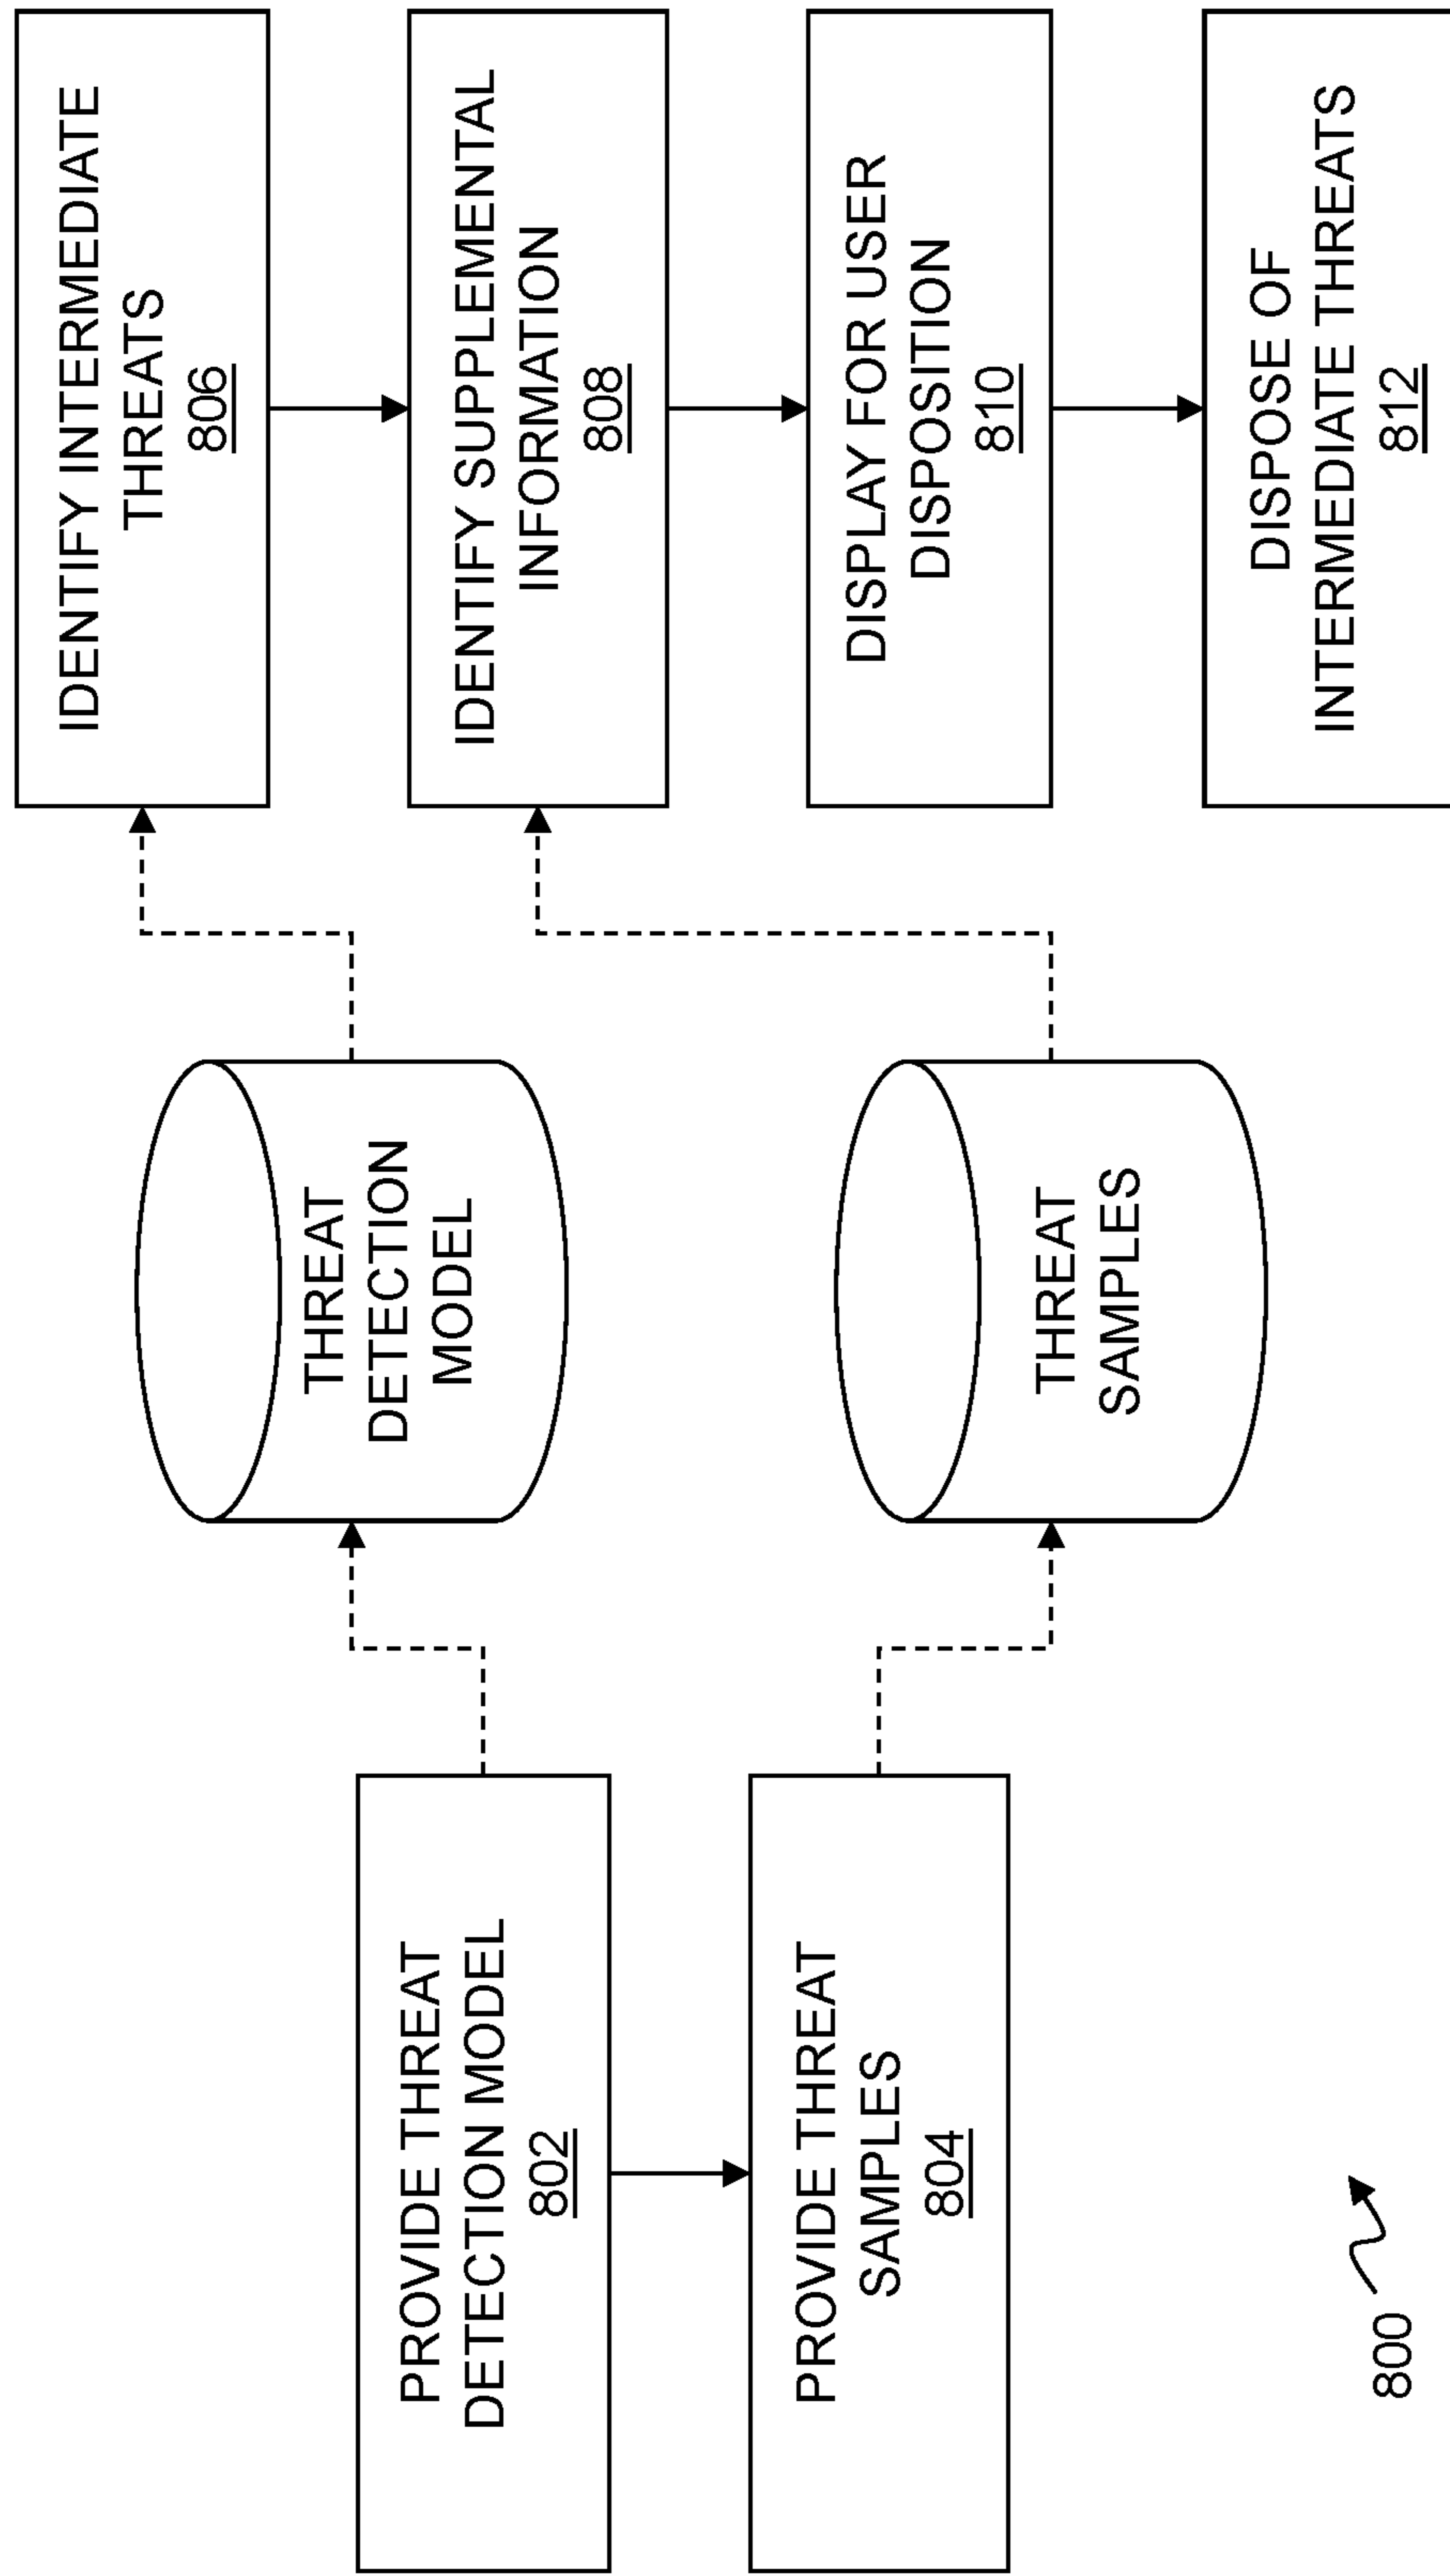 PROVIDE THREAT
DETECTION MODEL
802
PROVIDE THREAT
SAMPLES
804
THREAT
DETECTION
MODEL
THREAT
SAMPLES
IDENTIFY INTERMEDIATE
THREATS
806
IDENTIFY SUPPLEMENTAL
INFORMATION
808
DISPLAY FOR USER
DISPOSITION
810
DISPOSE OF
INTERMEDIATE THREATS
812
800